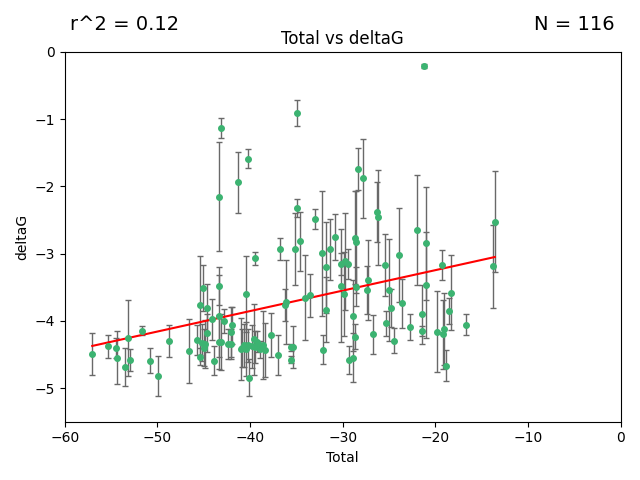 r^2 = 0.12
N = 116
Total vs deltaG
deltaG
0
−1
−2
−3
−4
−5
−60
−50
−40
−30
−20
−10
0
Total